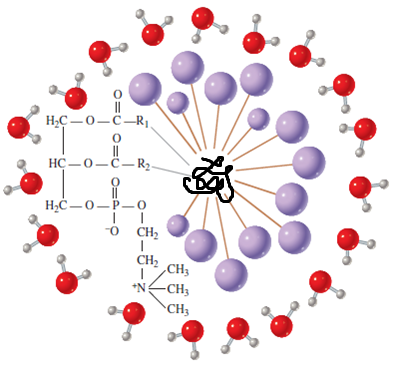 O
H₂C — O — C — R₁
O
HC — O — C — R₂
O
H₂C — O — P — O
⁻O CH₂
CH₂
⁺N — CH₃
CH₃
CH₃